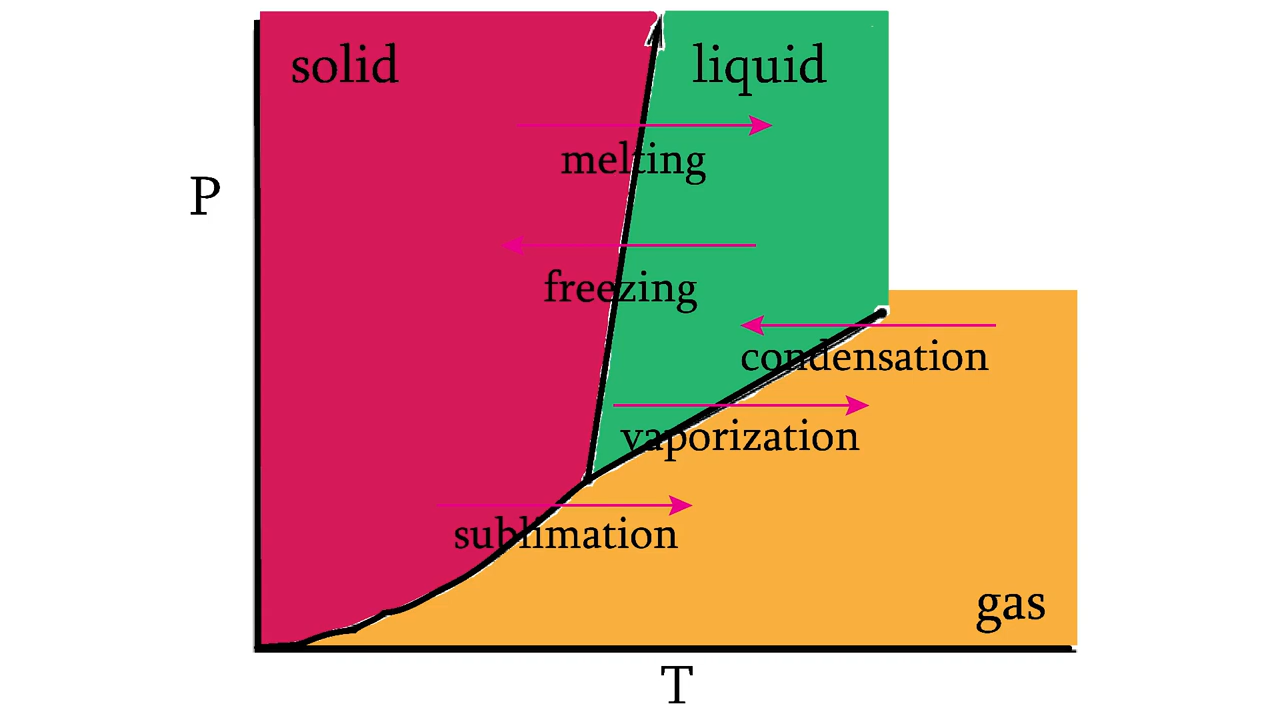 solid
liquid
melting
P
freezing
condensation
vaporization
sublimation
gas
T